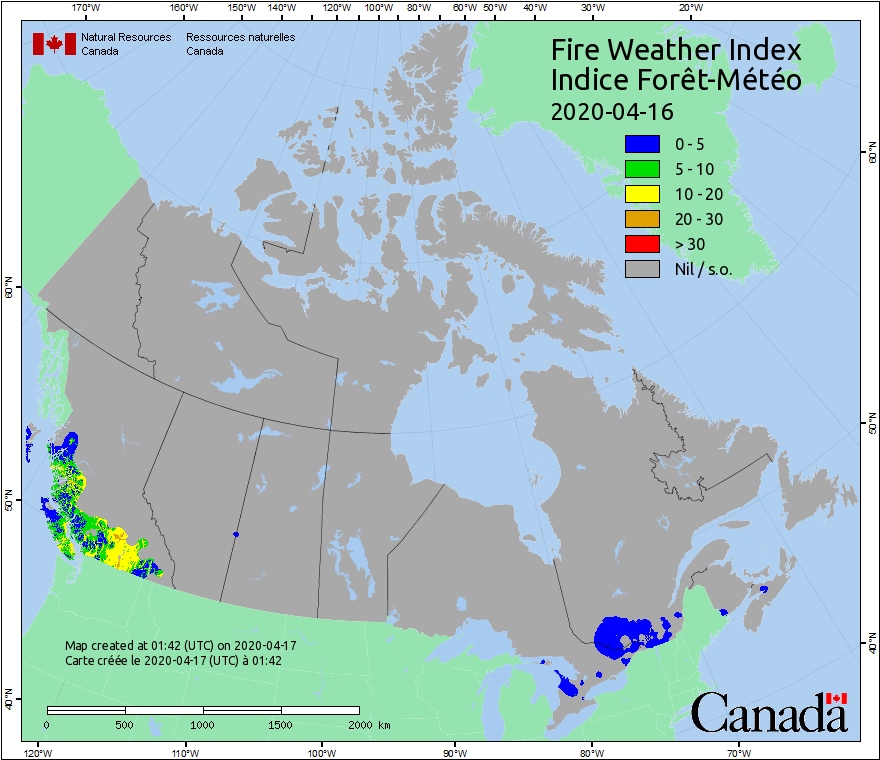 170°W 160°W 150°W 140°W 130°W 120°W 110°W 100°W 90°W 80°W 60°W 50°W 40°W 30°W 20°W
Natural Resources Ressources naturelles
Canada Canada
Fire Weather Index
Indice Forêt-Météo
2020-04-16
0 - 5
5 - 10
10 - 20
20 - 30
> 30
Nil / s.o.
60°N 60°N
50°N 50°N
40°N 40°N
Map created at 01:42 (UTC) on 2020-04-17
Carte créée le 2020-04-17 (UTC) à 01:42
0 500 1000 1500 2000 km
Canada
120°W 110°W 100°W 90°W 80°W 70°W